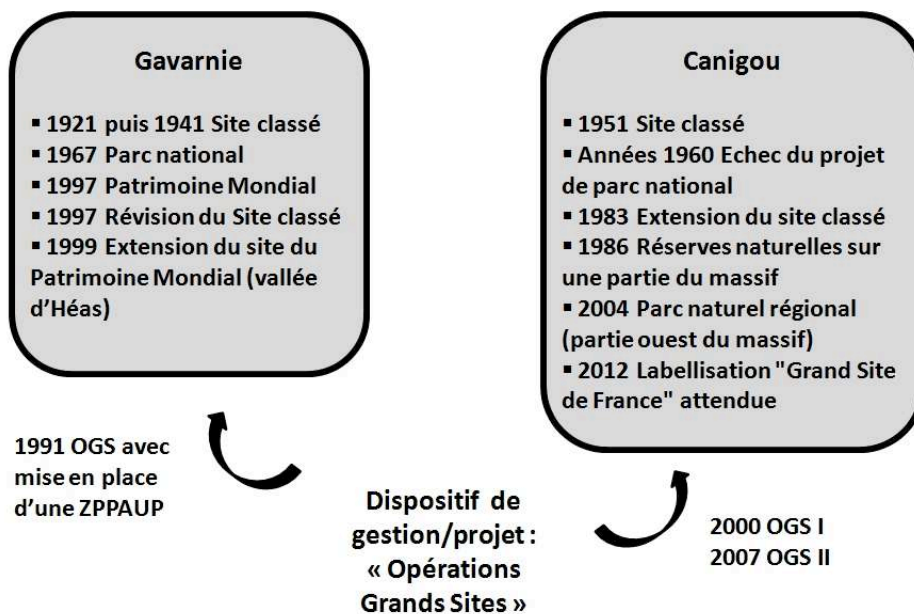 Gavarnie
▪ 1921 puis 1941 Site classé
▪ 1967 Parc national
▪ 1997 Patrimoine Mondial
▪ 1997 Révision du Site classé
▪ 1999 Extension du site du
Patrimoine Mondial (vallée
d’Héas)
Canigou
▪ 1951 Site classé
▪ Années 1960 Echec du projet
de parc national
▪ 1983 Extension du site classé
▪ 1986 Réserves naturelles sur
une partie du massif
▪ 2004 Parc naturel régional
(partie ouest du massif)
▪ 2012 Labellisation "Grand Site
de France" attendue
1991 OGS avec
mise en place
d’une ZPPAUP
Dispositif de
gestion/projet :
« Opérations
Grands Sites »
2000 OGS I
2007 OGS II